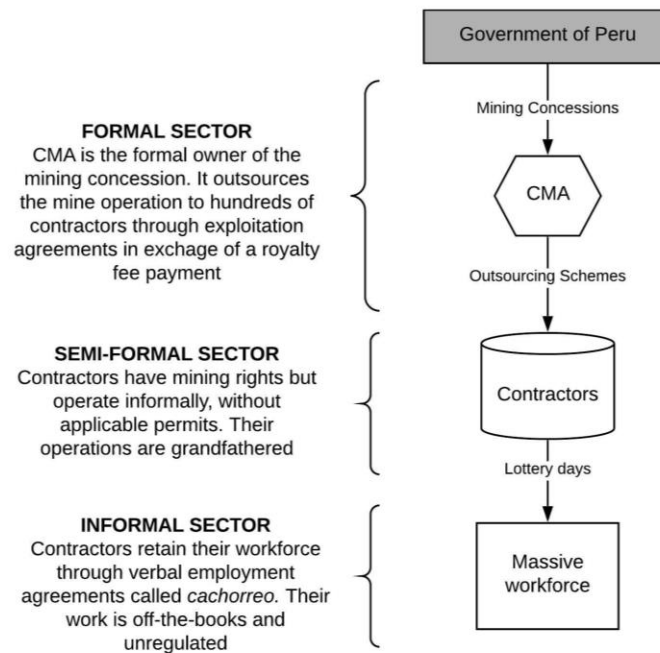 Government of Peru
Mining Concessions
FORMAL SECTOR
CMA is the formal owner of the
mining concession. It outsources
the mine operation to hundreds of
contractors through exploitation
agreements in exchage of a royalty
fee payment
CMA
Outsourcing Schemes
SEMI-FORMAL SECTOR
Contractors have mining rights but
operate informally, without
applicable permits. Their
operations are grandfathered
Contractors
Lottery days
INFORMAL SECTOR
Contractors retain their workforce
through verbal employment
agreements called cachorreo. Their
work is off-the-books and
unregulated
Massive
workforce